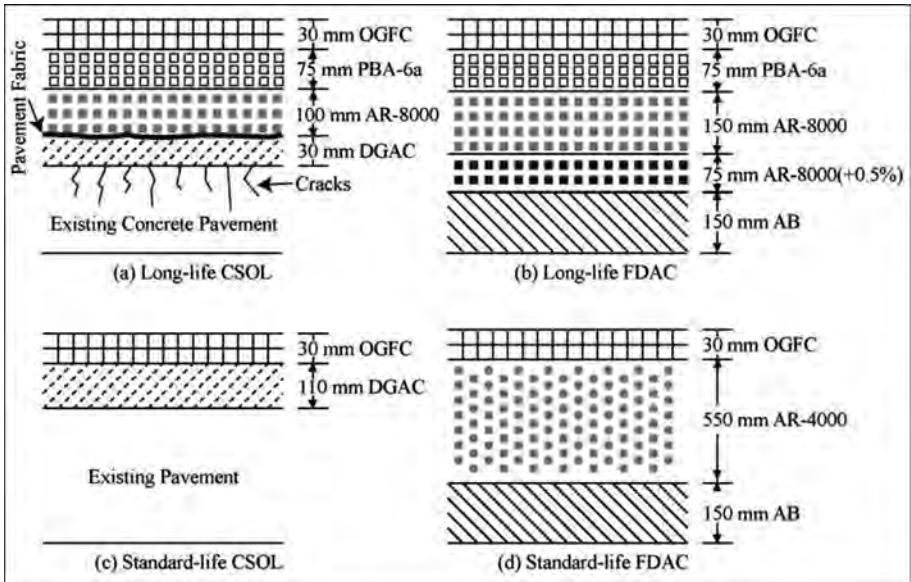 Pavement Fabric
30 mm OGFC
75 mm PBA-6a
100 mm AR-8000
30 mm DGAC
Cracks
Existing Concrete Pavement
(a) Long-life CSOL
30 mm OGFC
75 mm PBA-6a
150 mm AR-8000
75 mm AR-8000(+0.5%)
150 mm AB
(b) Long-life FDAC
30 mm OGFC
110 mm DGAC
Existing Pavement
(c) Standard-life CSOL
30 mm OGFC
550 mm AR-4000
150 mm AB
(d) Standard-life FDAC